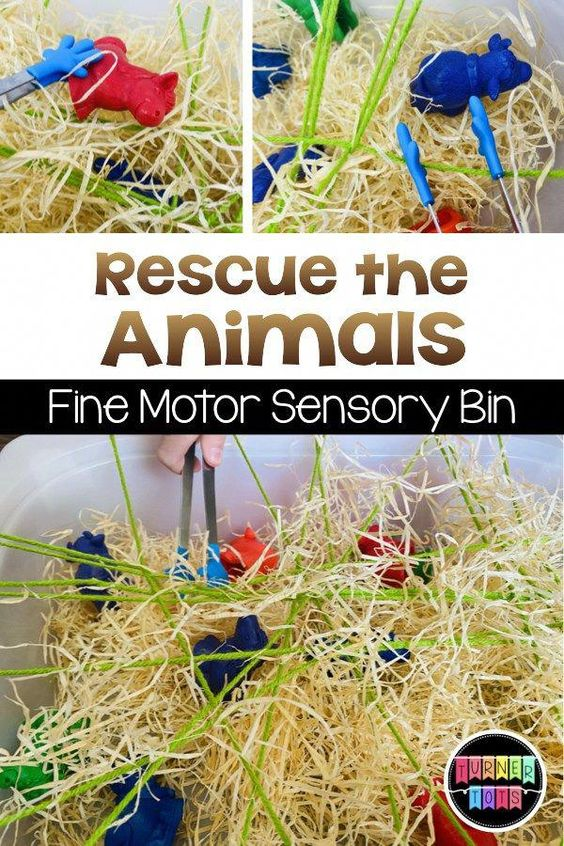 Rescue the
Animals
Fine Motor Sensory Bin
TURNER
TOTS